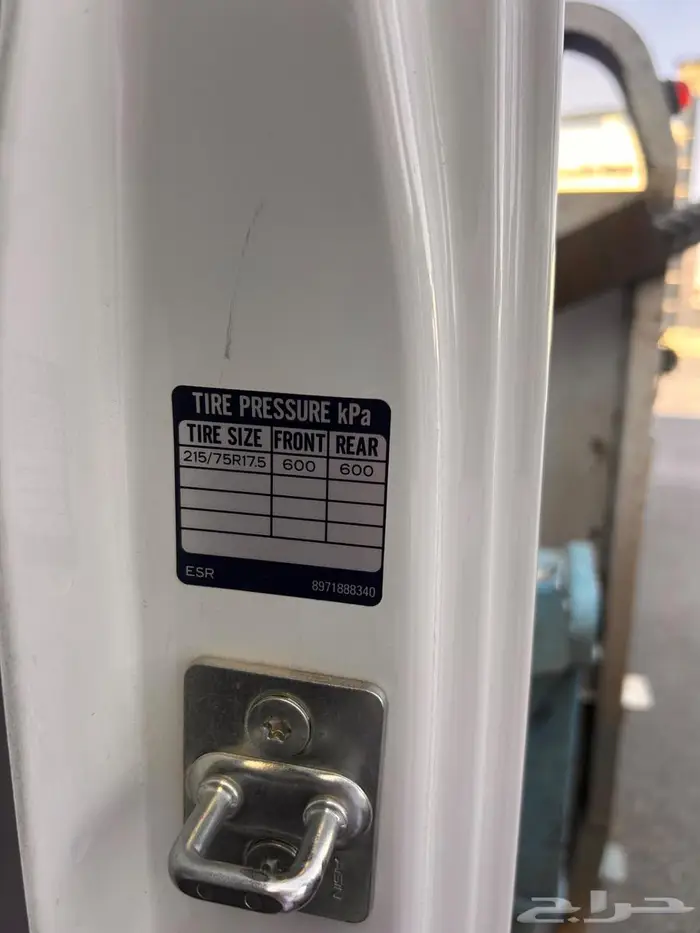 TIRE PRESSURE kPa
TIRE SIZE FRONT REAR
215/75R17.5 600 600
ESR 8971888340
حراج